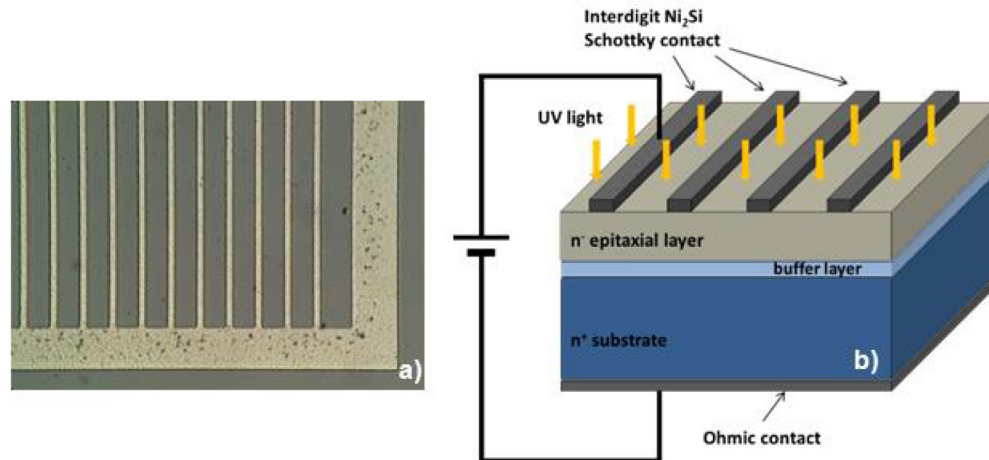 a)
Interdigit Ni₂Si
Schottky contact
UV light
n⁻ epitaxial layer
buffer layer
n⁺ substrate
b)
Ohmic contact